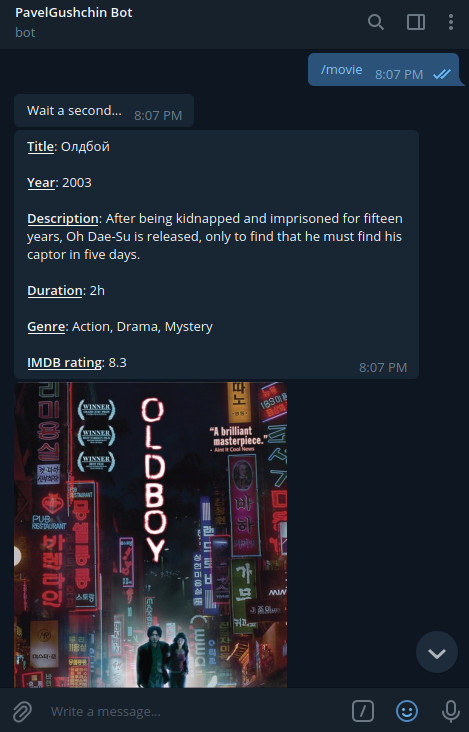 PavelGushchin Bot
bot
/movie 8:07 PM
Wait a second... 8:07 PM
Title: Олдбой
Year: 2003
Description: After being kidnapped and imprisoned for fifteen
years, Oh Dae-Su is released, only to find that he must find his
captor in five days.
Duration: 2h
Genre: Action, Drama, Mystery
IMDB rating: 8.3
8:07 PM
WINNER
WINNER
WINNER
OLDBOY
"A brilliant
masterpiece."
- Aint It Cool News
PUB
RESTAURANT
Write a message...